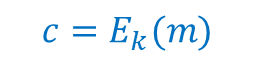 c = E_k(m)